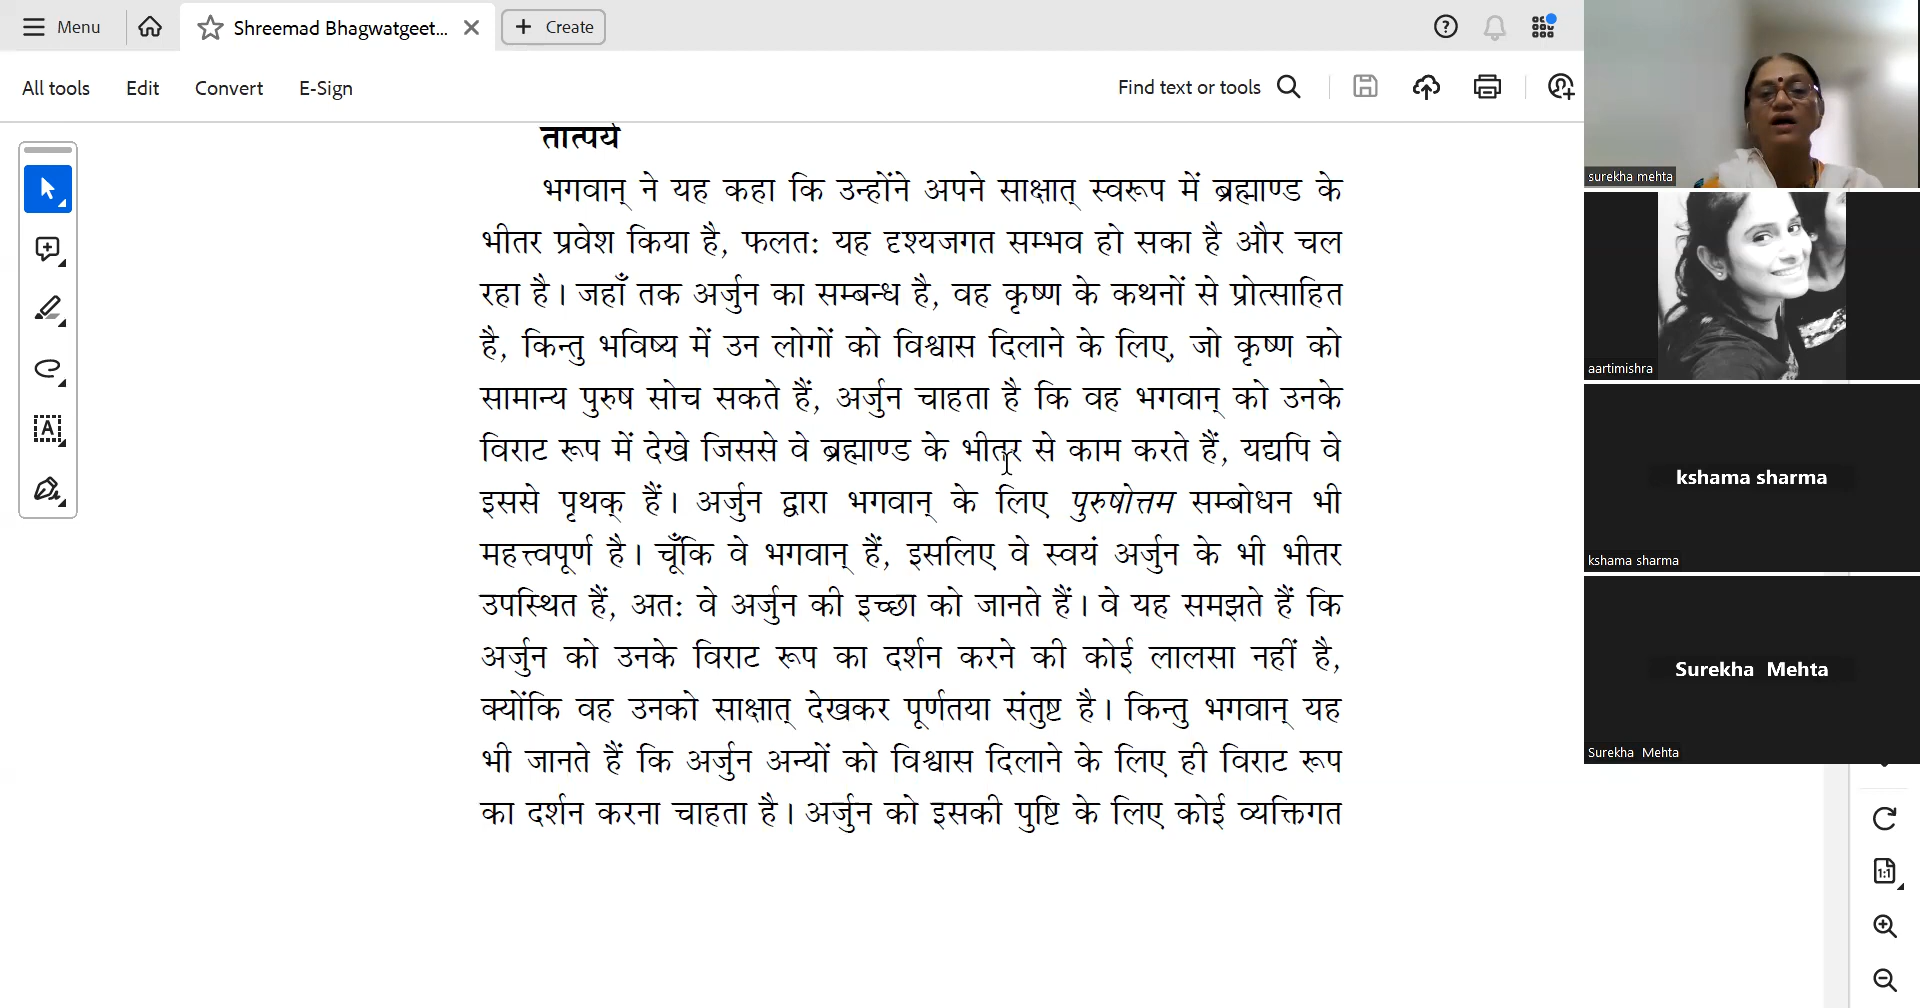 Menu
Shreemad Bhagwatgeet...
Create
All tools
Edit
Convert
E-Sign
Find text or tools
तात्पर्य
भगवान् ने यह कहा कि उन्होंने अपने साक्षात् स्वरूप में ब्रह्माण्ड के
भीतर प्रवेश किया है, फलतः यह दृश्यजगत सम्भव हो सका है और चल
रहा है। जहाँ तक अर्जुन का सम्बन्ध है, वह कृष्ण के कथनों से प्रोत्साहित
है, किन्तु भविष्य में उन लोगों को विश्वास दिलाने के लिए, जो कृष्ण को
सामान्य पुरुष सोच सकते हैं, अर्जुन चाहता है कि वह भगवान् को उनके
विराट रूप में देखे जिससे वे ब्रह्माण्ड के भीतर से काम करते हैं, यद्यपि वे
इससे पृथक् हैं। अर्जुन द्वारा भगवान् के लिए पुरुषोत्तम सम्बोधन भी
महत्त्वपूर्ण है। चूँकि वे भगवान् हैं, इसलिए वे स्वयं अर्जुन के भी भीतर
उपस्थित हैं, अतः वे अर्जुन की इच्छा को जानते हैं। वे यह समझते हैं कि
अर्जुन को उनके विराट रूप का दर्शन करने की कोई लालसा नहीं है,
क्योंकि वह उनको साक्षात् देखकर पूर्णतया संतुष्ट है। किन्तु भगवान् यह
भी जानते हैं कि अर्जुन अन्यों को विश्वास दिलाने के लिए ही विराट रूप
का दर्शन करना चाहता है। अर्जुन को इसकी पुष्टि के लिए कोई व्यक्तिगत
surekha mehta
aartimishra
kshama sharma
kshama sharma
Surekha Mehta
Surekha Mehta
1:1